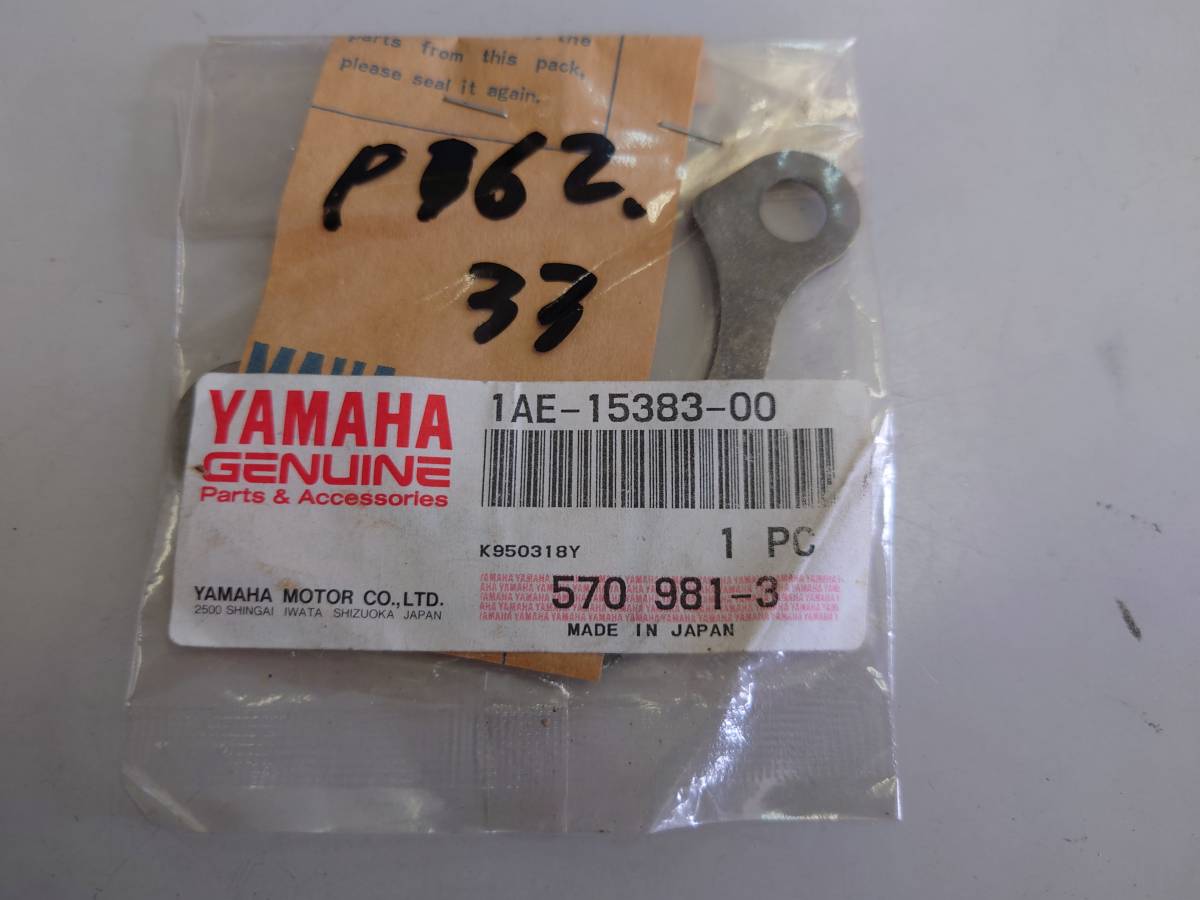 parts from this pack,
please seal it again.
P 62.
33
YAMAHA
GENUINE
Parts & Accessories
1AE-15383-00
K950318Y
1 PC
YAMAHA MOTOR CO.,LTD.
2500 SHINGAI IWATA SHIZUOKA JAPAN
570 981-3
MADE IN JAPAN